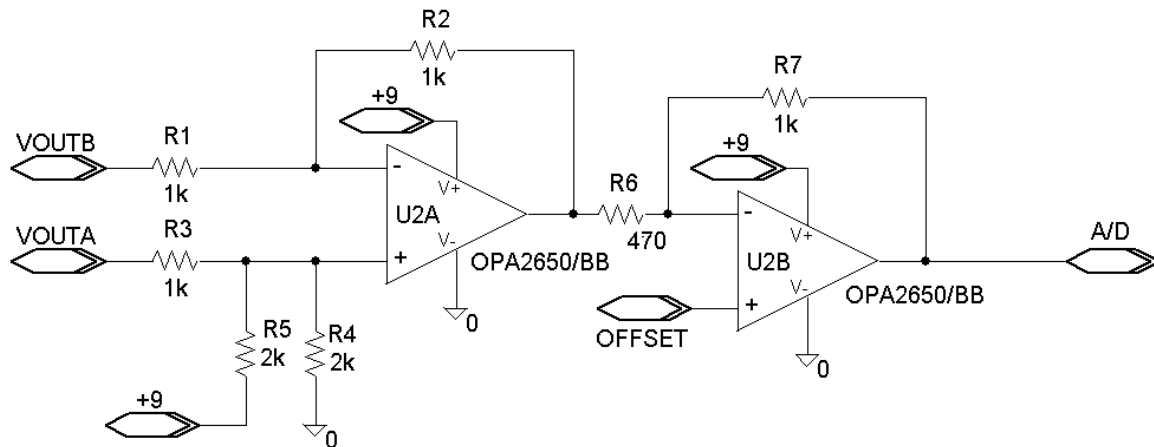 R2
1k
R7
1k
+9
+9
VOUTB
R1
1k
-
V+
U2A
V-
+
OPA2650/BB
R6
470
-
V+
U2B
V-
+
OPA2650/BB
A/D
VOUTA
R3
1k
0
OFFSET
0
R5
2k
R4
2k
+9
0